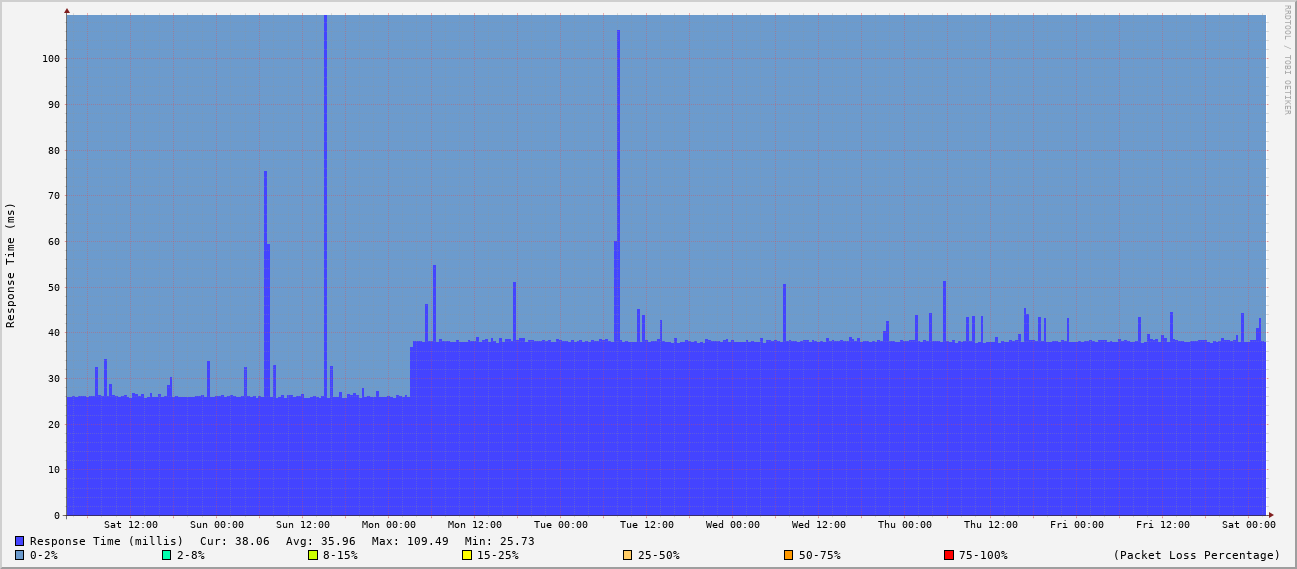 RRDTOOL / TOBI OETIKER
Response Time (ms)
100
90
80
70
60
50
40
30
20
10
0
Sat 12:00 Sun 00:00 Sun 12:00 Mon 00:00 Mon 12:00 Tue 00:00 Tue 12:00 Wed 00:00 Wed 12:00 Thu 00:00 Thu 12:00 Fri 00:00 Fri 12:00 Sat 00:00
Response Time (millis) Cur: 38.06 Avg: 35.96 Max: 109.49 Min: 25.73
0-2% 2-8% 8-15% 15-25% 25-50% 50-75% 75-100% (Packet Loss Percentage)